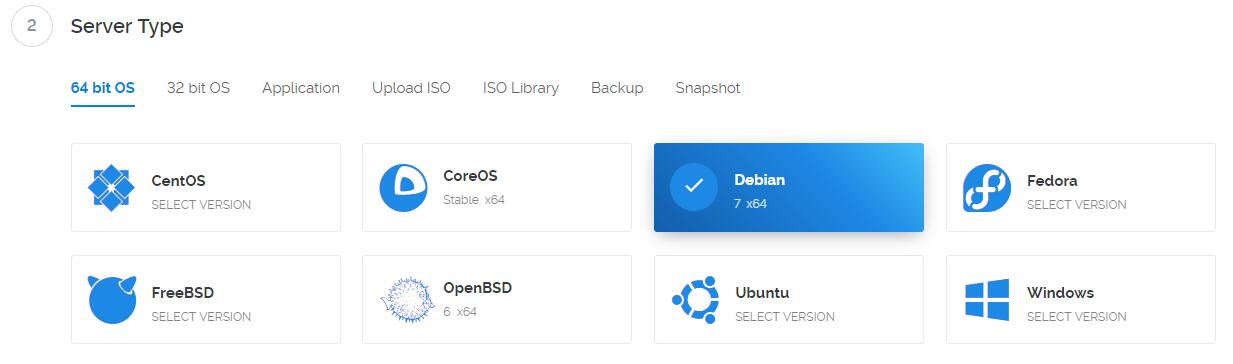 2 Server Type
64 bit OS 32 bit OS Application Upload ISO ISO Library Backup Snapshot
CentOS
SELECT VERSION
CoreOS
Stable x64
Debian
7 x64
Fedora
SELECT VERSION
FreeBSD
SELECT VERSION
OpenBSD
6 x64
Ubuntu
SELECT VERSION
Windows
SELECT VERSION